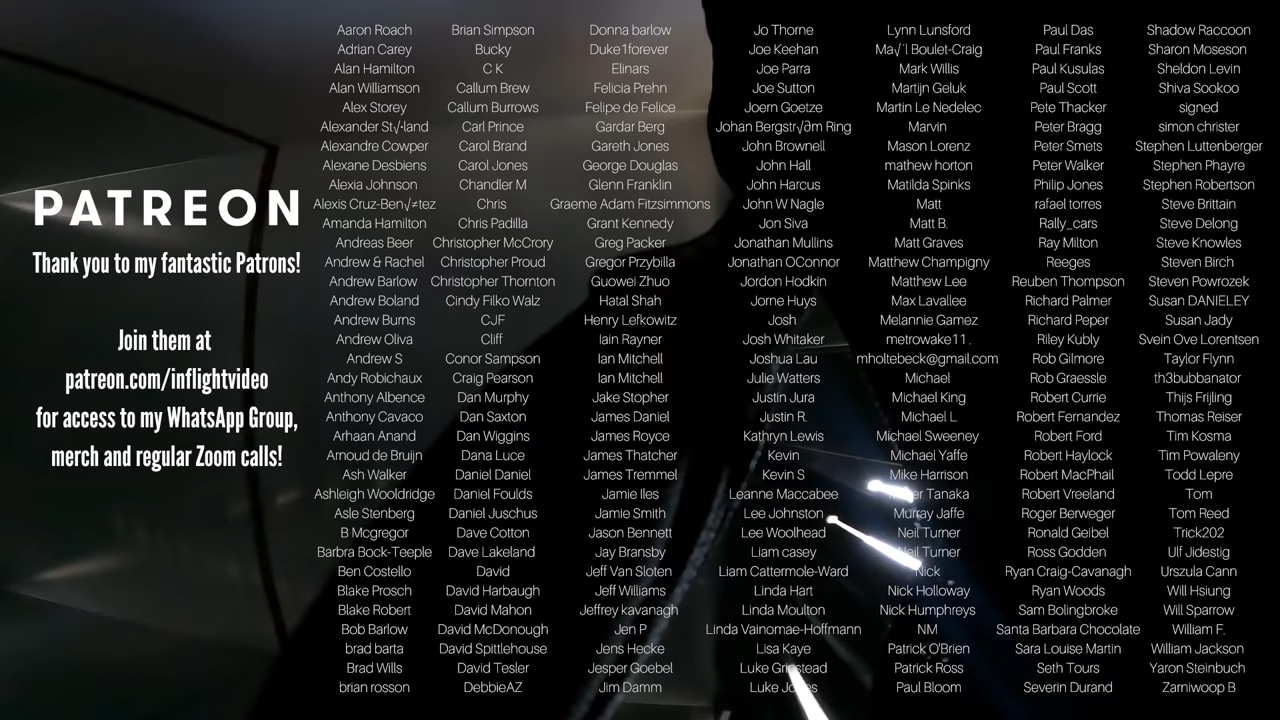 PATREON
Thank you to my fantastic Patrons!
Join them at
patreon.com/inflightvideo
for access to my WhatsApp Group,
merch and regular Zoom calls!
Aaron Roach
Adrian Carey
Alan Hamilton
Alan Williamson
Alex Storey
Alexander St√·land
Alexandre Cowper
Alexane Desbiens
Alexia Johnson
Alexis Cruz-Ben√≠tez
Amanda Hamilton
Andreas Beer
Andrew & Rachel
Andrew Barlow
Andrew Boland
Andrew Burns
Andrew Oliva
Andrew S
Andy Robichaux
Anthony Albence
Anthony Cavaco
Arhaan Anand
Arnoud de Bruijn
Ash Walker
Ashleigh Wooldridge
Asle Stenberg
B Mcgregor
Barbra Bock-Teeple
Ben Costello
Blake Prosch
Blake Robert
Bob Barlow
brad barta
Brad Wills
brian rosson
Brian Simpson
Bucky
C K
Callum Brew
Callum Burrows
Carl Prince
Carol Brand
Carol Jones
Chandler M
Chris
Chris Padilla
Christopher McCrory
Christopher Proud
Christopher Thornton
Cindy Filko Walz
CJF
Cliff
Conor Sampson
Craig Pearson
Dan Murphy
Dan Saxton
Dan Wiggins
Dana Luce
Daniel Daniel
Daniel Foulds
Daniel Juschus
Dave Cotton
Dave Lakeland
David
David Harbaugh
David Mahon
David McDonough
David Spittlehouse
David Tesler
DebbieAZ
Donna barlow
Duke1forever
Elinars
Felicia Prehn
Felipe de Felice
Gardar Berg
Gareth Jones
George Douglas
Glenn Franklin
Graeme Adam Fitzsimmons
Grant Kennedy
Greg Packer
Gregor Przybilla
Guowei Zhuo
Hatal Shah
Henry Lefkowitz
Iain Rayner
Ian Mitchell
Ian Mitchell
Jake Stopher
James Daniel
James Royce
James Thatcher
James Tremmel
Jamie Iles
Jamie Smith
Jason Bennett
Jay Bransby
Jeff Van Sloten
Jeff Williams
Jeffrey kavanagh
Jen P
Jens Hecke
Jesper Goebel
Jim Damm
Jo Thorne
Joe Keehan
Joe Parra
Joe Sutton
Joern Goetze
Johan Bergstr√∂m Ring
John Brownell
John Hall
John Harcus
John W Nagle
Jon Siva
Jonathan Mullins
Jonathan OConnor
Jordon Hodkin
Jorne Huys
Josh
Josh Whitaker
Joshua Lau
Julie Watters
Justin Jura
Justin R.
Kathryn Lewis
Kevin
Kevin S
Leanne Maccabee
Lee Johnston
Lee Woolhead
Liam casey
Liam Cattermole-Ward
Linda Hart
Linda Moulton
Linda Vainomae-Hoffmann
Lisa Kaye
Luke
Luke
Lynn Lunsford
Ma√´l Boulet-Craig
Mark Willis
Martijn Geluk
Martin Le Nedelec
Marvin
Mason Lorenz
mathew horton
Matilda Spinks
Matt
Matt B.
Matt Graves
Matthew Champigny
Matthew Lee
Max Lavallee
Melannie Gamez
metrowake11 .
mholtebeck@gmail.com
Michael
Michael King
Michael L
Michael Sweeney
Michael Yaffe
Mike Harrison
Tanaka
Murray Jaffe
Neil Turner
Neil Turner
Nick
Nick Holloway
Nick Humphreys
NM
Patrick O'Brien
Patrick Ross
Paul Bloom
Paul Das
Paul Franks
Paul Kusulas
Paul Scott
Pete Thacker
Peter Bragg
Peter Smets
Peter Walker
Philip Jones
rafael torres
Rally_cars
Ray Milton
Reeges
Reuben Thompson
Richard Palmer
Richard Peper
Riley Kubly
Rob Gilmore
Rob Graessle
Robert Currie
Robert Fernandez
Robert Ford
Robert Haylock
Robert MacPhail
Robert Vreeland
Roger Berweger
Ronald Geibel
Ross Godden
Ryan Craig-Cavanagh
Ryan Woods
Sam Bolingbroke
Santa Barbara Chocolate
Sara Louise Martin
Seth Tours
Severin Durand
Shadow Raccoon
Sharon Moseson
Sheldon Levin
Shiva Sookoo
signed
simon christer
Stephen Luttenberger
Stephen Phayre
Stephen Robertson
Steve Brittain
Steve Delong
Steve Knowles
Steven Birch
Steven Powrozek
Susan DANIELEY
Susan Jady
Svein Ove Lorentsen
Taylor Flynn
th3bubbanator
Thijs Frijling
Thomas Reiser
Tim Kosma
Tim Powaleny
Todd Lepre
Tom
Tom Reed
Trick202
Ulf Jidestig
Urszula Cann
Will Hsiung
Will Sparrow
William F.
William Jackson
Yaron Steinbuch
Zarniwoop B